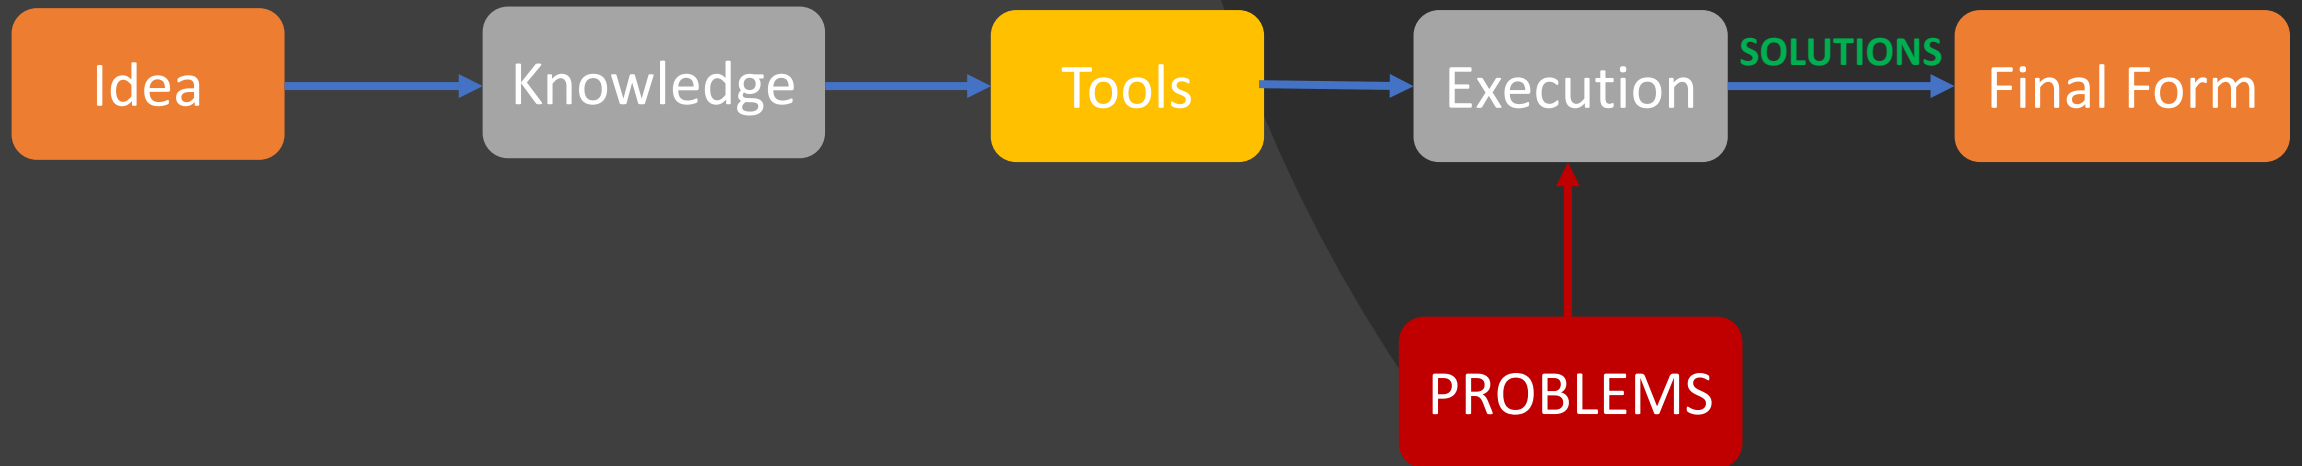 Idea
Knowledge
Tools
Execution
SOLUTIONS
Final Form
PROBLEMS